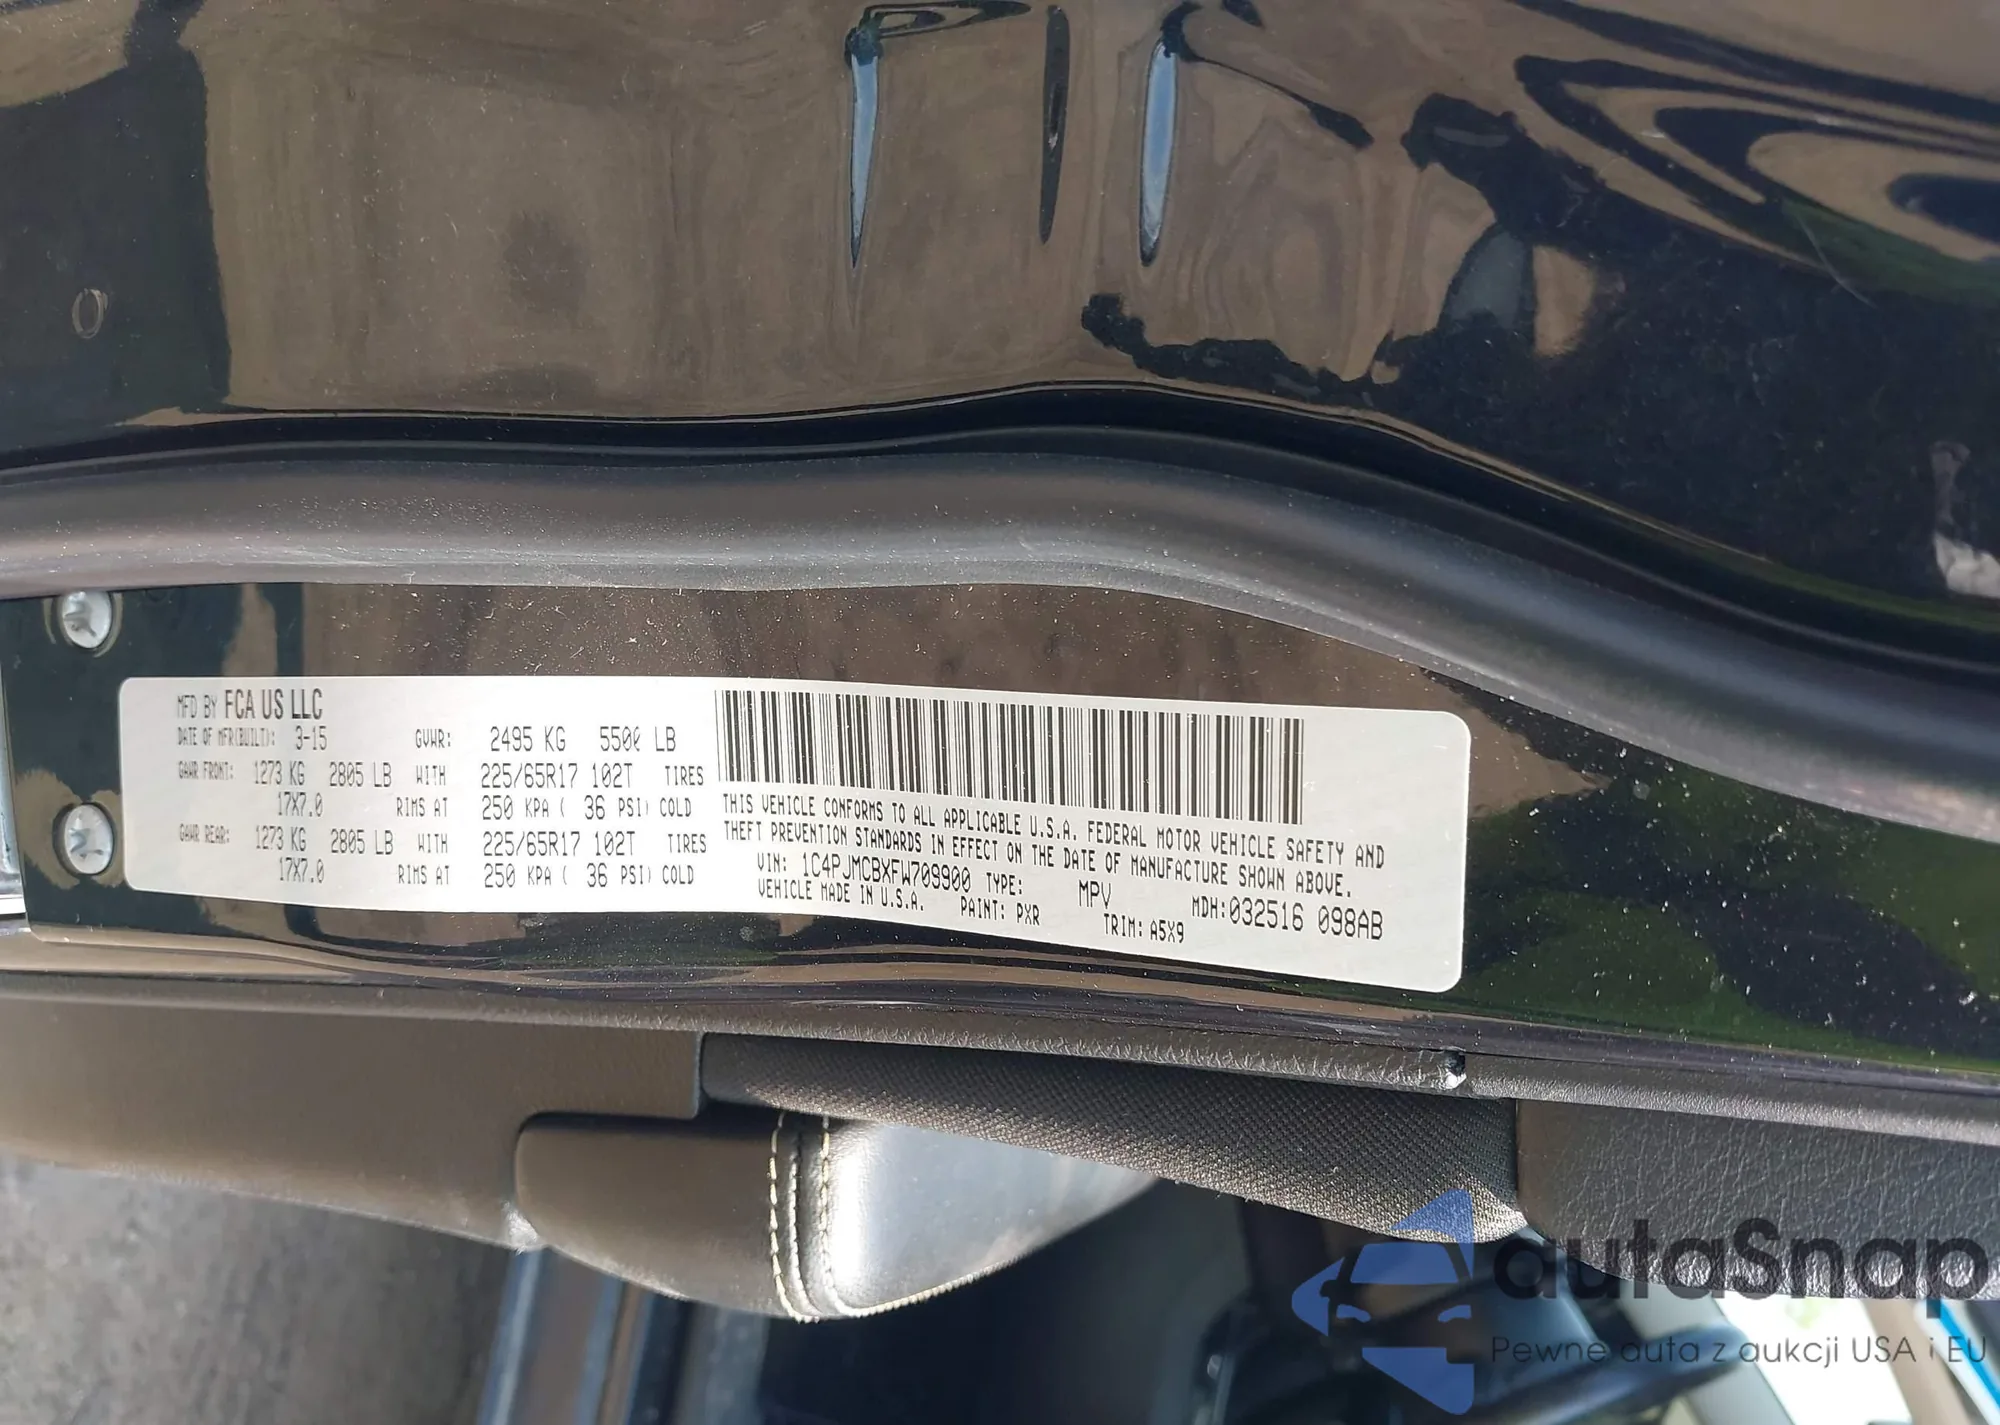 MFD BY FCA US LLC
DATE OF MFR(BUILT): 3-15 GVWR: 2495 KG 5500 LB
GAWR FRONT: 1273 KG 2805 LB WITH 225/65R17 102T TIRES
17X7.0 RIMS AT 250 KPA ( 36 PSI) COLD
GAWR REAR: 1273 KG 2805 LB WITH 225/65R17 102T TIRES
17X7.0 RIMS AT 250 KPA ( 36 PSI) COLD
THIS VEHICLE CONFORMS TO ALL APPLICABLE U.S.A. FEDERAL MOTOR VEHICLE SAFETY AND
THEFT PREVENTION STANDARDS IN EFFECT ON THE DATE OF MANUFACTURE SHOWN ABOVE.
VIN: 1C4PJMCBXFW709900 TYPE: MPV MDH:032516 098AB
VEHICLE MADE IN U.S.A. PAINT: PXR TRIM: A5X9
autaSnap
Pewne auta z aukcji USA i EU